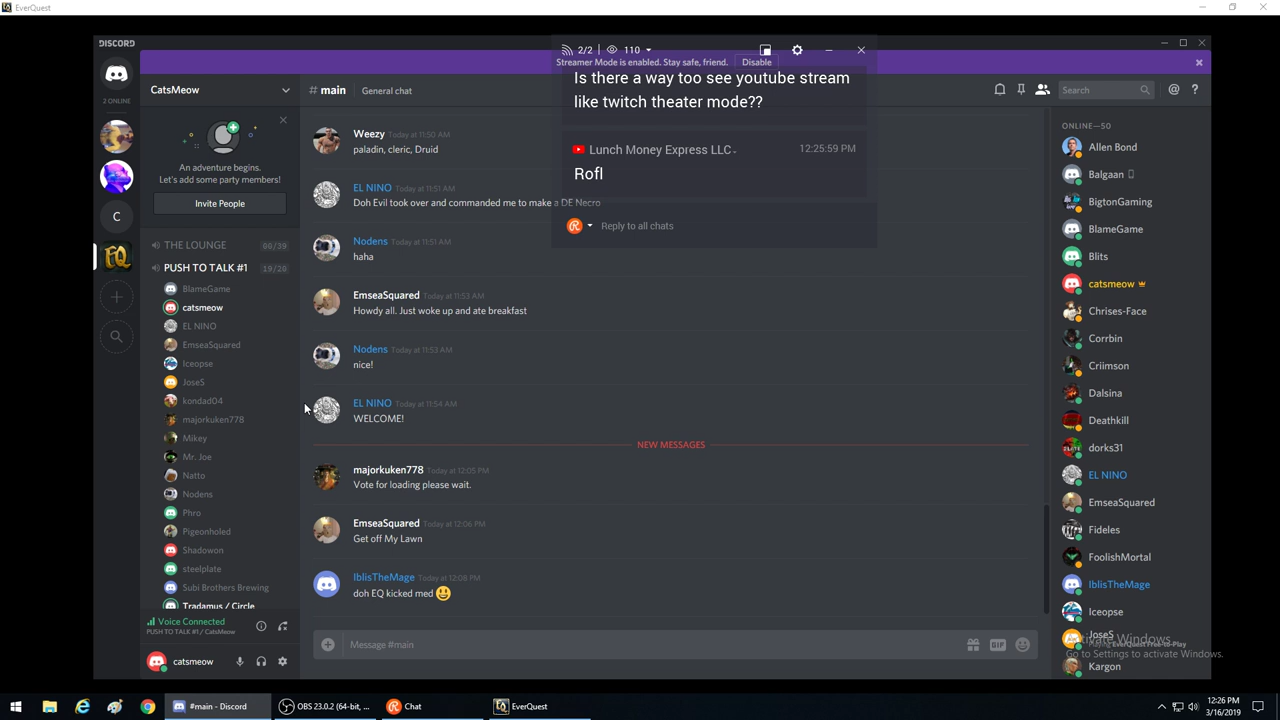 EverQuest
DISCORD
2/2
110
Streamer Mode is enabled. Stay safe, friend.
Disable
CatsMeow
# main
General chat
Search
2 ONLINE
Is there a way too see youtube stream
like twitch theater mode??
Lunch Money Express LLC
12:25:59 PM
Rofl
Reply to all chats
An adventure begins.
Let's add some party members!
Invite People
C
THE LOUNGE
00/39
PUSH TO TALK #1
19/26
BlameGame
catsmeow
EL NINO
EmseaSquared
Iceopse
JoseS
kondad04
majorkuken778
Mikey
Mr. Joe
Natto
Nodens
Phro
Pigeonholed
Shadowon
steelplate
Subi Brothers Brewing
Tradamus / Circle
Voice Connected
PUSH TO TALK #1 / CatsMeow
catsmeow
Weezy Today at 11:50 AM
paladin, cleric, Druid
EL NINO Today at 11:51 AM
Doh Evil took over and commanded me to make a DE Necro
Nodens Today at 11:51 AM
haha
EmseaSquared Today at 11:53 AM
Howdy all. Just woke up and ate breakfast
Nodens Today at 11:53 AM
nice!
EL NINO Today at 11:54 AM
WELCOME!
NEW MESSAGES
majorkuken778 Today at 12:05 PM
Vote for loading please wait.
EmseaSquared Today at 12:06 PM
Get off My Lawn
IblisTheMage Today at 12:08 PM
doh EQ kicked med
Message #main
GIF
ONLINE—50
Allen Bond
Balgaan
BigtonGaming
BlameGame
Blits
catsmeow
Chrises-Face
Corrbin
Criimson
Dalsina
Deathkill
dorks31
EL NINO
EmseaSquared
Fideles
FoolishMortal
IblisTheMage
Iceopse
JoseS
Playing EverQuest Free-to-Play
Kargon
Activate Windows
Go to Settings to activate Windows.
#main - Discord
OBS 23.0.2 (64-bit, ...
Chat
EverQuest
12:26 PM
3/16/2019